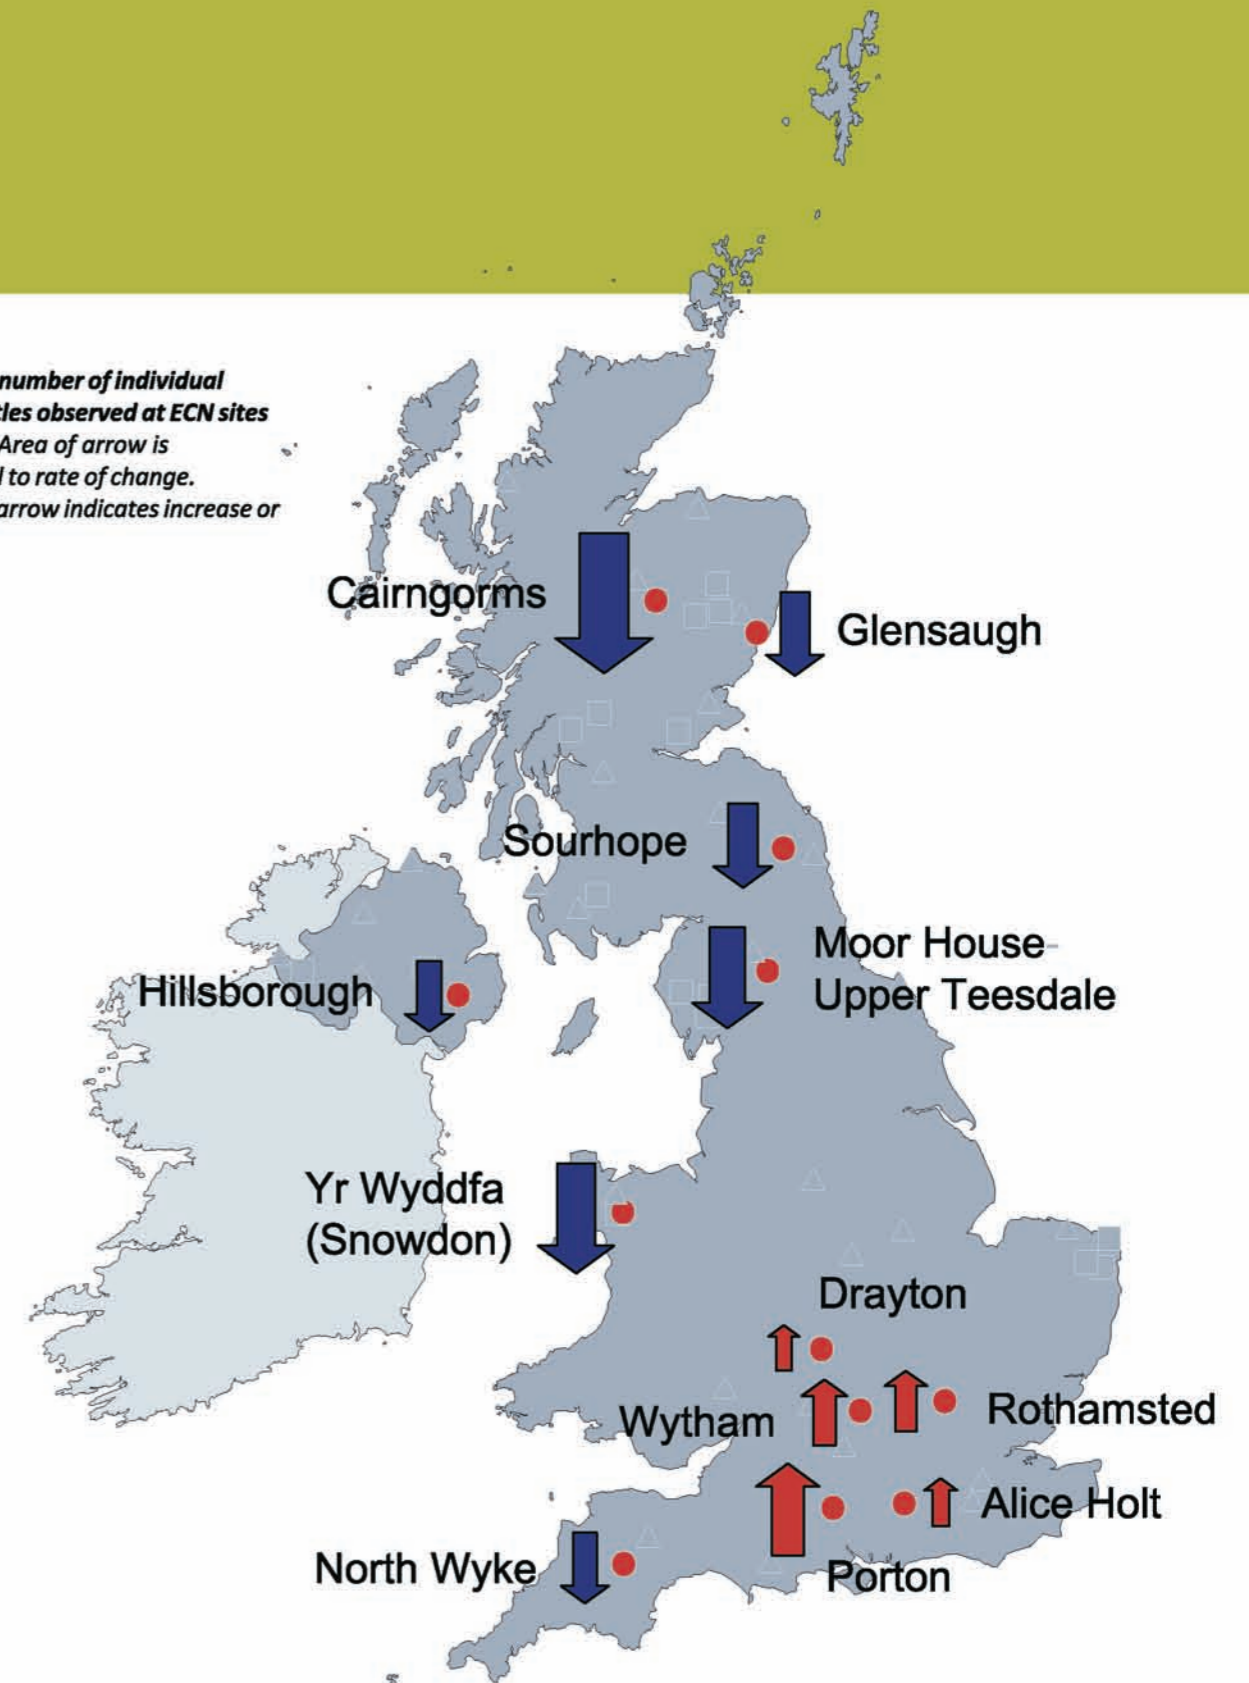 number of individual
tles observed at ECN sites
Area of arrow is
l to rate of change.
arrow indicates increase or
Cairngorms
Glensaugh
Sourhope
Moor House-
Upper Teesdale
Hillsborough
Yr Wyddfa
(Snowdon)
Drayton
Wytham
Rothamsted
Alice Holt
North Wyke
Porton